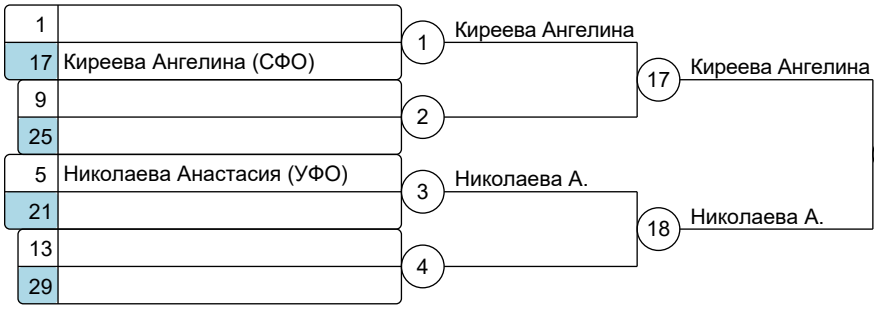 1
1 Киреева Ангелина
17 Киреева Ангелина (СФО)
17 Киреева Ангелина
9
2
25
5 Николаева Анастасия (УФО)
3 Николаева А.
21
18 Николаева А.
13
4
29